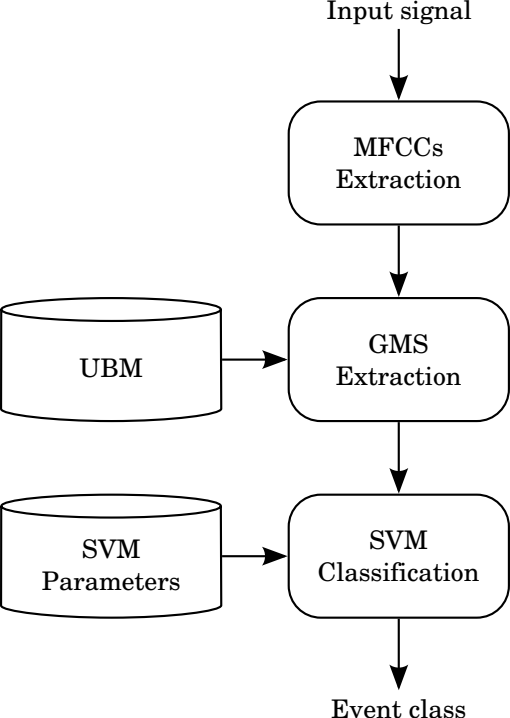 Input signal
MFCCs
Extraction
UBM
GMS
Extraction
SVM
Parameters
SVM
Classification
Event class